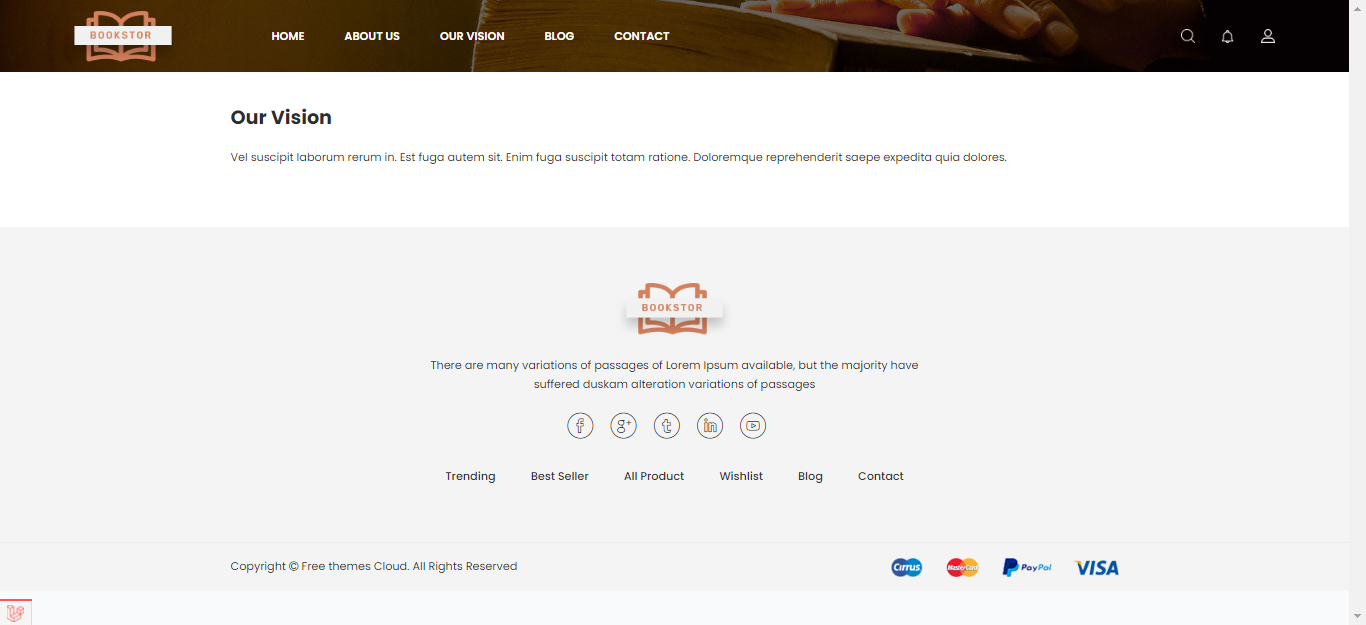 BOOKSTOR
HOME ABOUT US OUR VISION BLOG CONTACT
Our Vision
Vel suscipit laborum rerum in. Est fuga autem sit. Enim fuga suscipit totam ratione. Doloremque reprehenderit saepe expedita quia dolores.
BOOKSTOR
There are many variations of passages of Lorem Ipsum available, but the majority have
suffered duskam alteration variations of passages
Trending Best Seller All Product Wishlist Blog Contact
Copyright © Free themes Cloud. All Rights Reserved
Cirrus MasterCard PayPal VISA